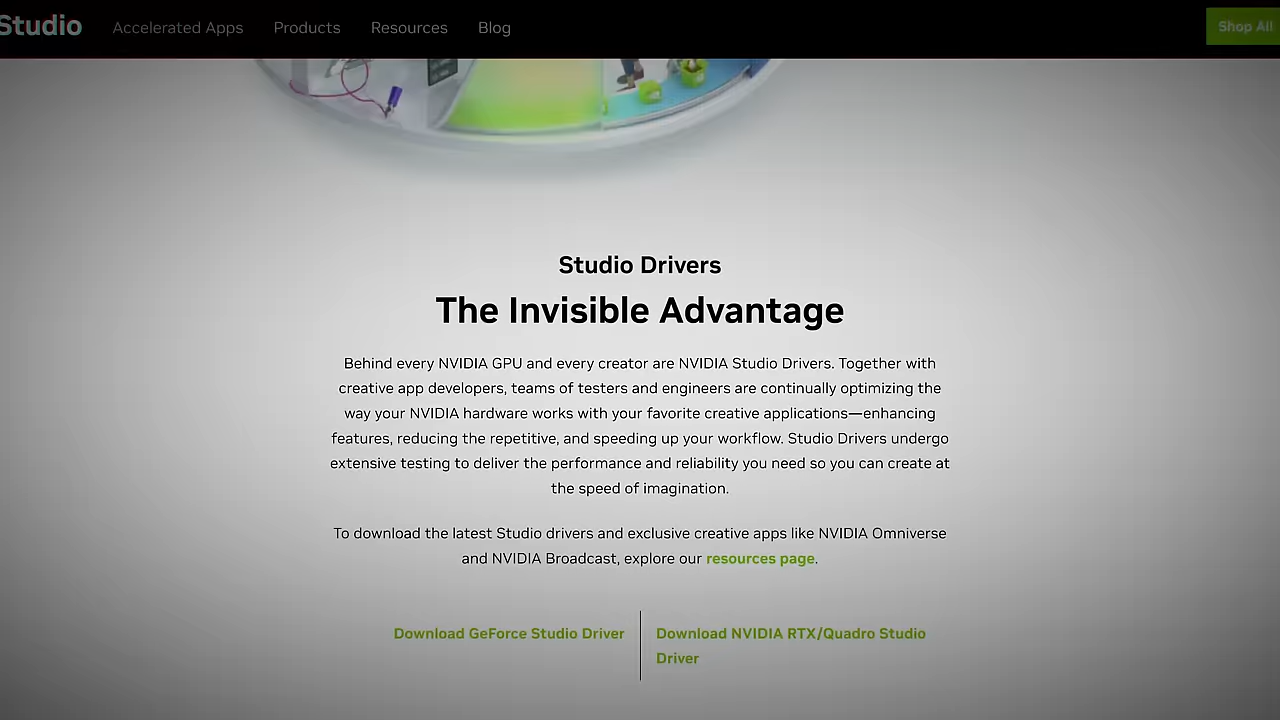 Studio
Accelerated Apps
Products
Resources
Blog
Shop All
Studio Drivers
The Invisible Advantage
Behind every NVIDIA GPU and every creator are NVIDIA Studio Drivers. Together with
creative app developers, teams of testers and engineers are continually optimizing the
way your NVIDIA hardware works with your favorite creative applications—enhancing
features, reducing the repetitive, and speeding up your workflow. Studio Drivers undergo
extensive testing to deliver the performance and reliability you need so you can create at
the speed of imagination.
To download the latest Studio drivers and exclusive creative apps like NVIDIA Omniverse
and NVIDIA Broadcast, explore our resources page.
Download GeForce Studio Driver
Download NVIDIA RTX/Quadro Studio
Driver